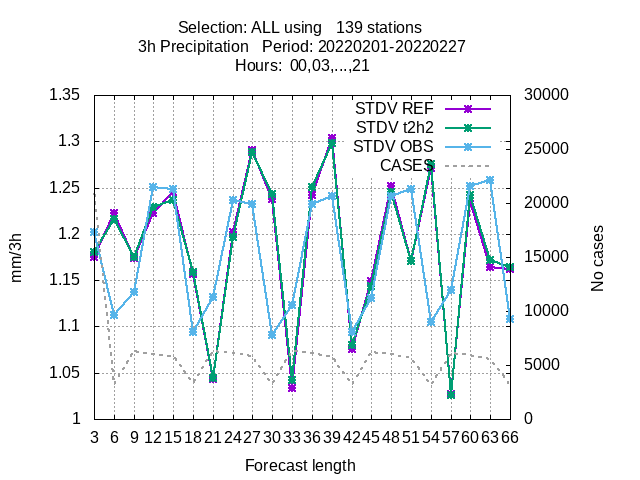 Selection: ALL using   139 stations
3h Precipitation   Period: 20220201-20220227
Hours:  00,03,...,21
1.35
1.3
1.25
1.2
1.15
1.1
1.05
1
30000
25000
20000
15000
10000
5000
0
STDV REF
STDV t2h2
STDV OBS
CASES
mm/3h
No cases
3 6 9 12 15 18 21 24 27 30 33 36 39 42 45 48 51 54 57 60 63 66
Forecast length